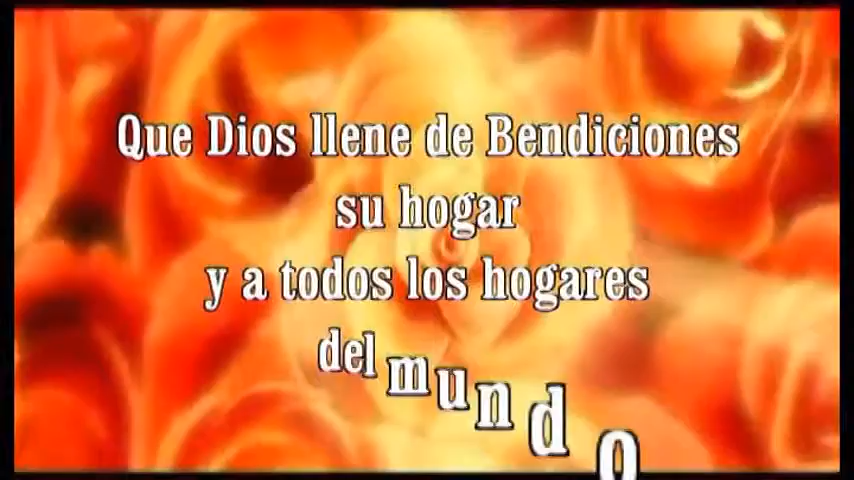 Que Dios llene de Bendiciones
su hogar
y a todos los hogares
del mundo